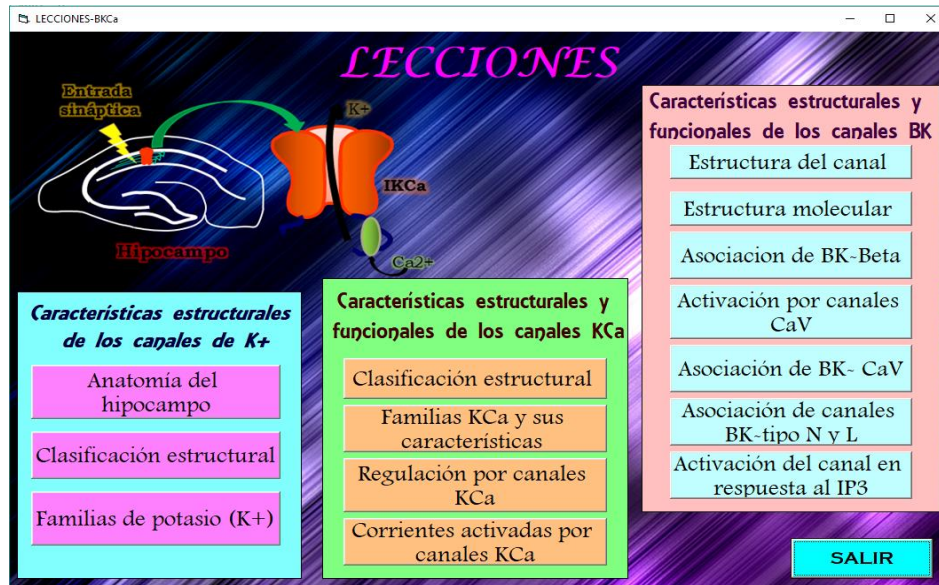 LECCIONES-BKCa
LECCIONES
Entrada
sináptica
K+
IKCa
Hipocampo
Ca2+
Características estructurales
de los canales de K+
Anatomía del
hipocampo
Clasificación estructural
Familias de potasio (K+)
Características estructurales y
funcionales de los canales KCa
Clasificación estructural
Familias KCa y sus
características
Regulación por canales
KCa
Corrientes activadas por
canales KCa
Características estructurales y
funcionales de los canales BK
Estructura del canal
Estructura molecular
Asociacion de BK-Beta
Activación por canales
CaV
Asociación de BK- CaV
Asociación de canales
BK-tipo N y L
Activación del canal en
respuesta al IP3
SALIR